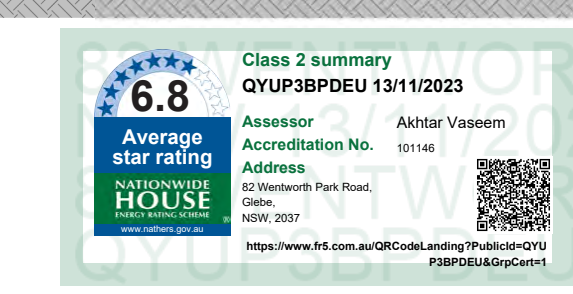 Class 2 summary
QYUP3BPDEU 13/11/2023
6.8
Average
star rating
NATIONWIDE
HOUSE
ENERGY RATING SCHEME
®
www.nathers.gov.au
Assessor Akhtar Vaseem
Accreditation No. 101146
Address
82 Wentworth Park Road,
Glebe,
NSW, 2037
https://www.fr5.com.au/QRCodeLanding?PublicId=QYU
P3BPDEU&GrpCert=1